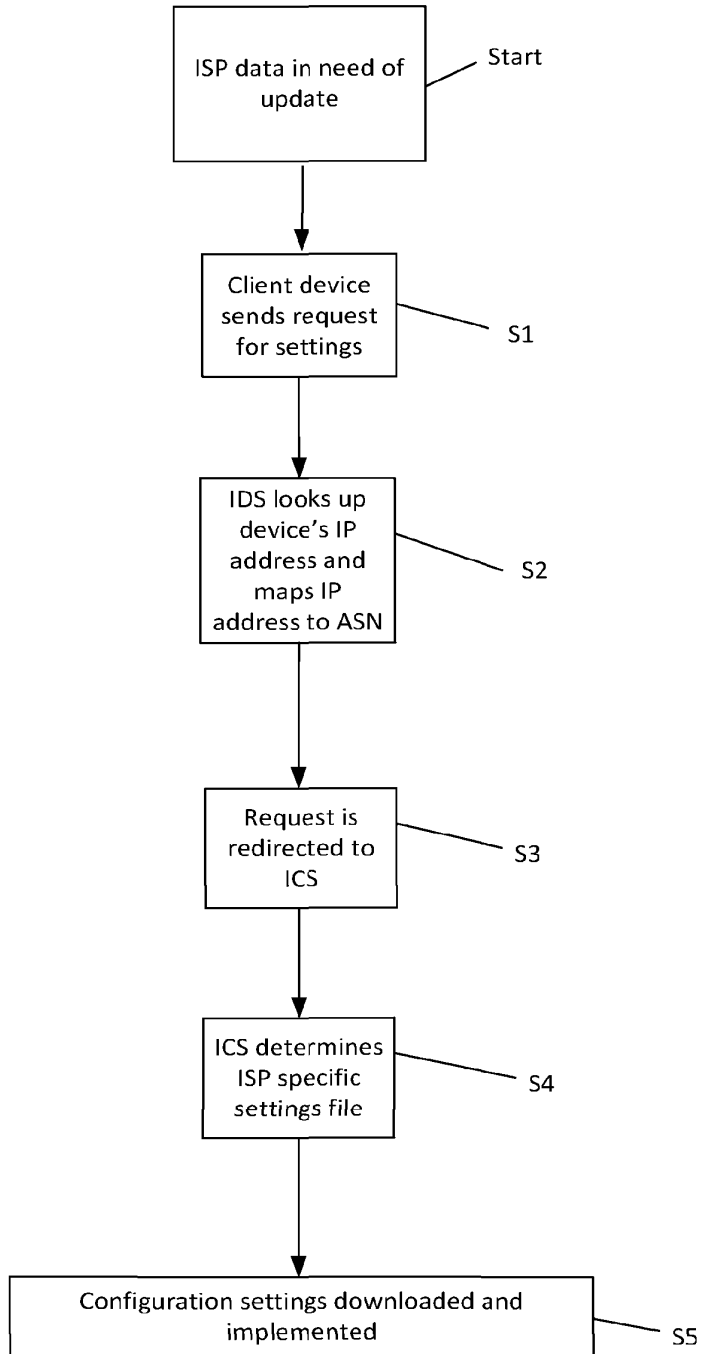 ISP data in need of
update
Start
Client device
sends request
for settings
S1
IDS looks up
device's IP
address and
maps IP
address to ASN
S2
Request is
redirected to
ICS
S3
ICS determines
ISP specific
settings file
S4
Configuration settings downloaded and
implemented
S5